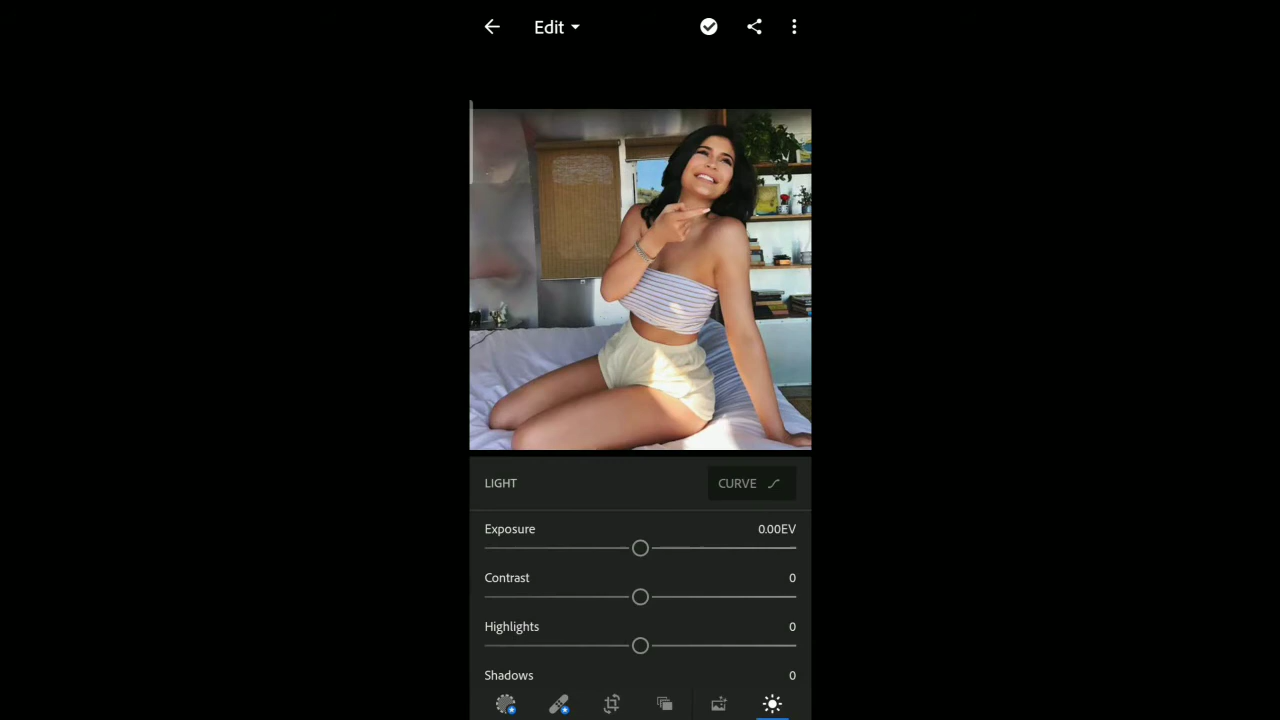 Edit
LIGHT CURVE
Exposure 0.00EV
Contrast 0
Highlights 0
Shadows 0